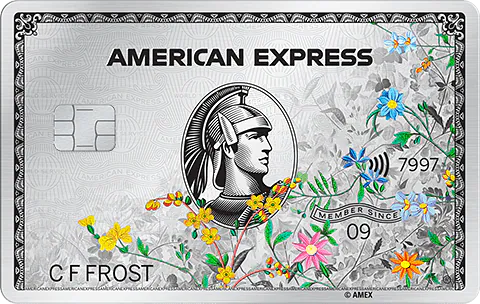 AMERICAN EXPRESS
7997
MEMBER SINCE
09
C F FROST
© AMEX